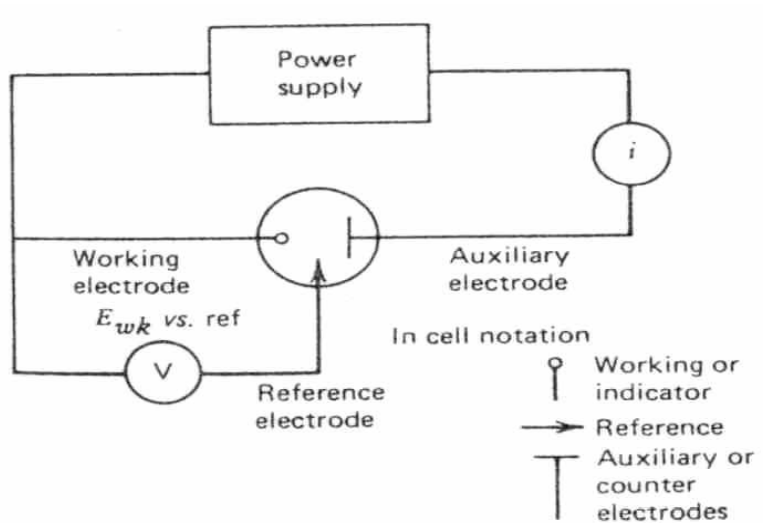 Power
supply
i
Working
electrode
Auxiliary
electrode
E_wk vs. ref
In cell notation
V
Reference
electrode
Working or
indicator
Reference
Auxiliary or
counter
electrodes